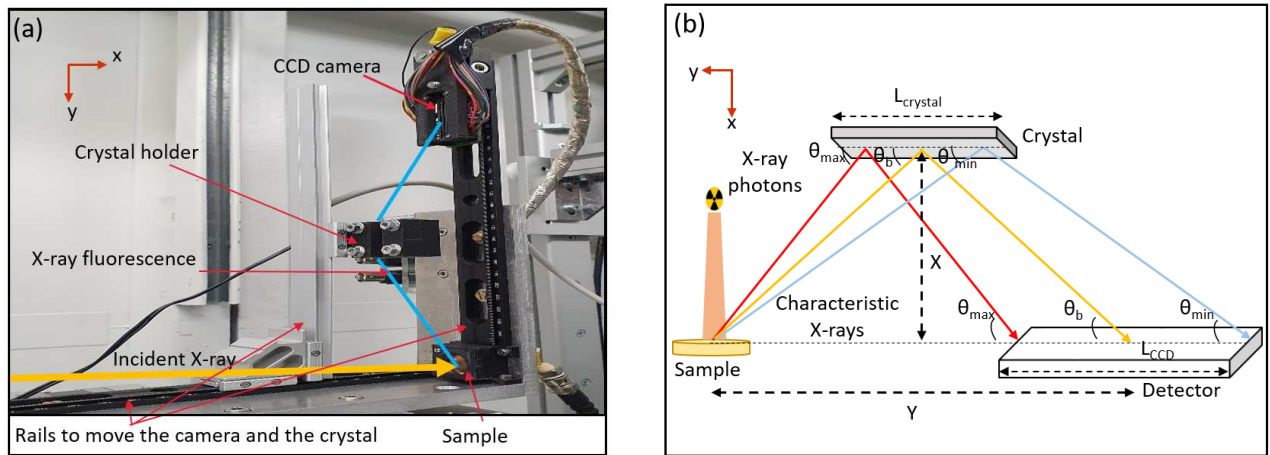 (a)
x
y
CCD camera
Crystal holder
X-ray fluorescence
Incident X-ray
Rails to move the camera and the crystal
Sample
(b)
y
x
Lcrystal
Crystal
θmax
θb
θmin
X-ray
photons
X
Characteristic
X-rays
θmax
θb
θmin
Sample
LCCD
Detector
Y